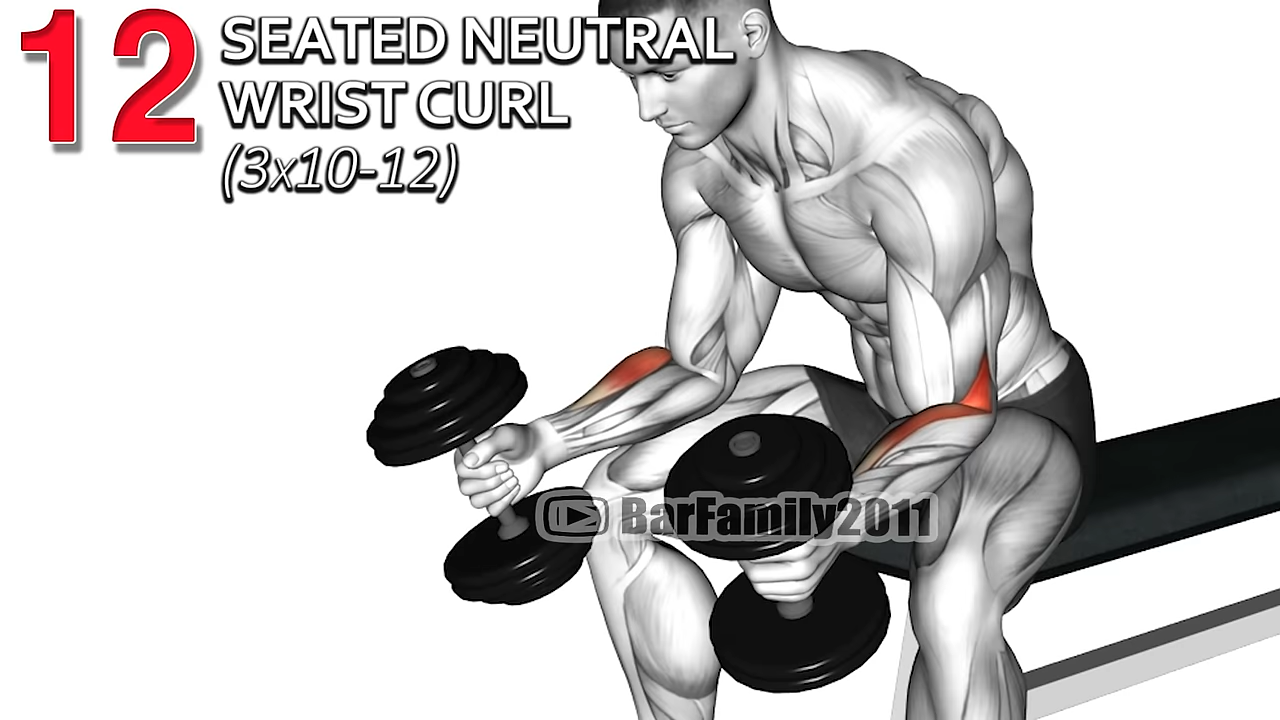 12
SEATED NEUTRAL
WRIST CURL
(3x10-12)
BarFamily2011